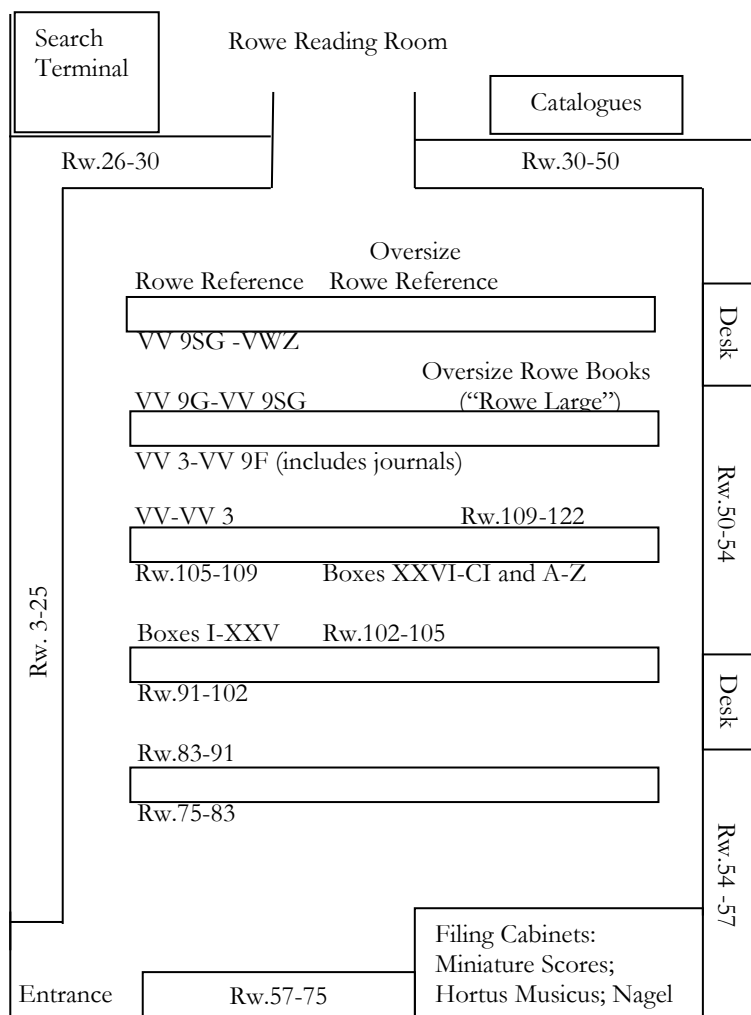 Search
Terminal
Rowe Reading Room
Catalogues
Rw.26-30
Rw.30-50
Oversize
Rowe Reference Rowe Reference
VV 9SG -VWZ
Desk
Oversize Rowe Books
VV 9G-VV 9SG (“Rowe Large”)
VV 3-VV 9F (includes journals)
Rw.50-54
VV-VV 3 Rw.109-122
Rw.105-109 Boxes XXVI-CI and A-Z
Rw. 3-25
Boxes I-XXV Rw.102-105
Rw.91-102
Desk
Rw.83-91
Rw.75-83
Rw.54 -57
Filing Cabinets:
Miniature Scores;
Hortus Musicus; Nagel
Entrance
Rw.57-75